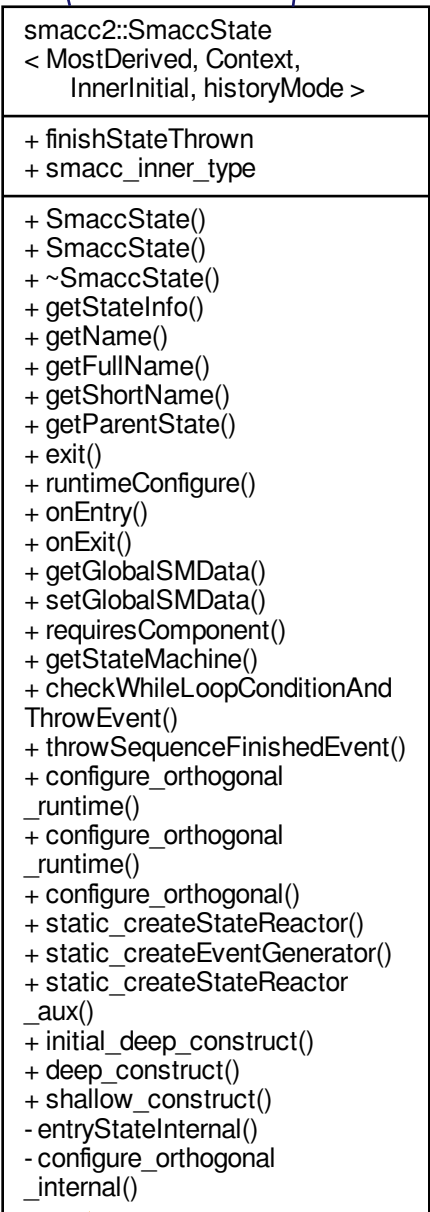 smacc2::SmaccState
< MostDerived, Context,
InnerInitial, historyMode >
+ finishStateThrown
+ smacc_inner_type
+ SmaccState()
+ SmaccState()
+ ~SmaccState()
+ getStateInfo()
+ getName()
+ getFullName()
+ getShortName()
+ getParentState()
+ exit()
+ runtimeConfigure()
+ onEntry()
+ onExit()
+ getGlobalSMData()
+ setGlobalSMData()
+ requiresComponent()
+ getStateMachine()
+ checkWhileLoopConditionAnd
ThrowEvent()
+ throwSequenceFinishedEvent()
+ configure_orthogonal
_runtime()
+ configure_orthogonal
_runtime()
+ configure_orthogonal()
+ static_createStateReactor()
+ static_createEventGenerator()
+ static_createStateReactor
_aux()
+ initial_deep_construct()
+ deep_construct()
+ shallow_construct()
- entryStateInternal()
- configure_orthogonal
_internal()